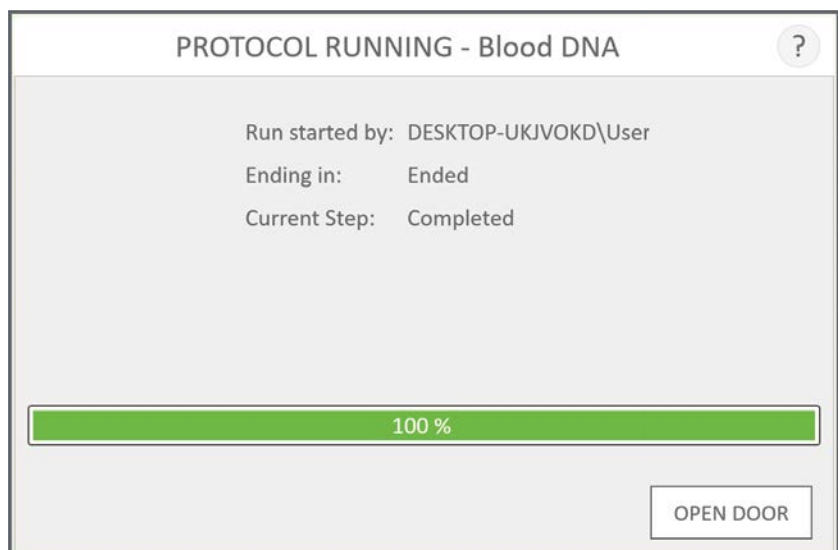 PROTOCOL RUNNING - Blood DNA
?
Run started by: DESKTOP-UKJVOKD\User
Ending in: Ended
Current Step: Completed
100 %
OPEN DOOR